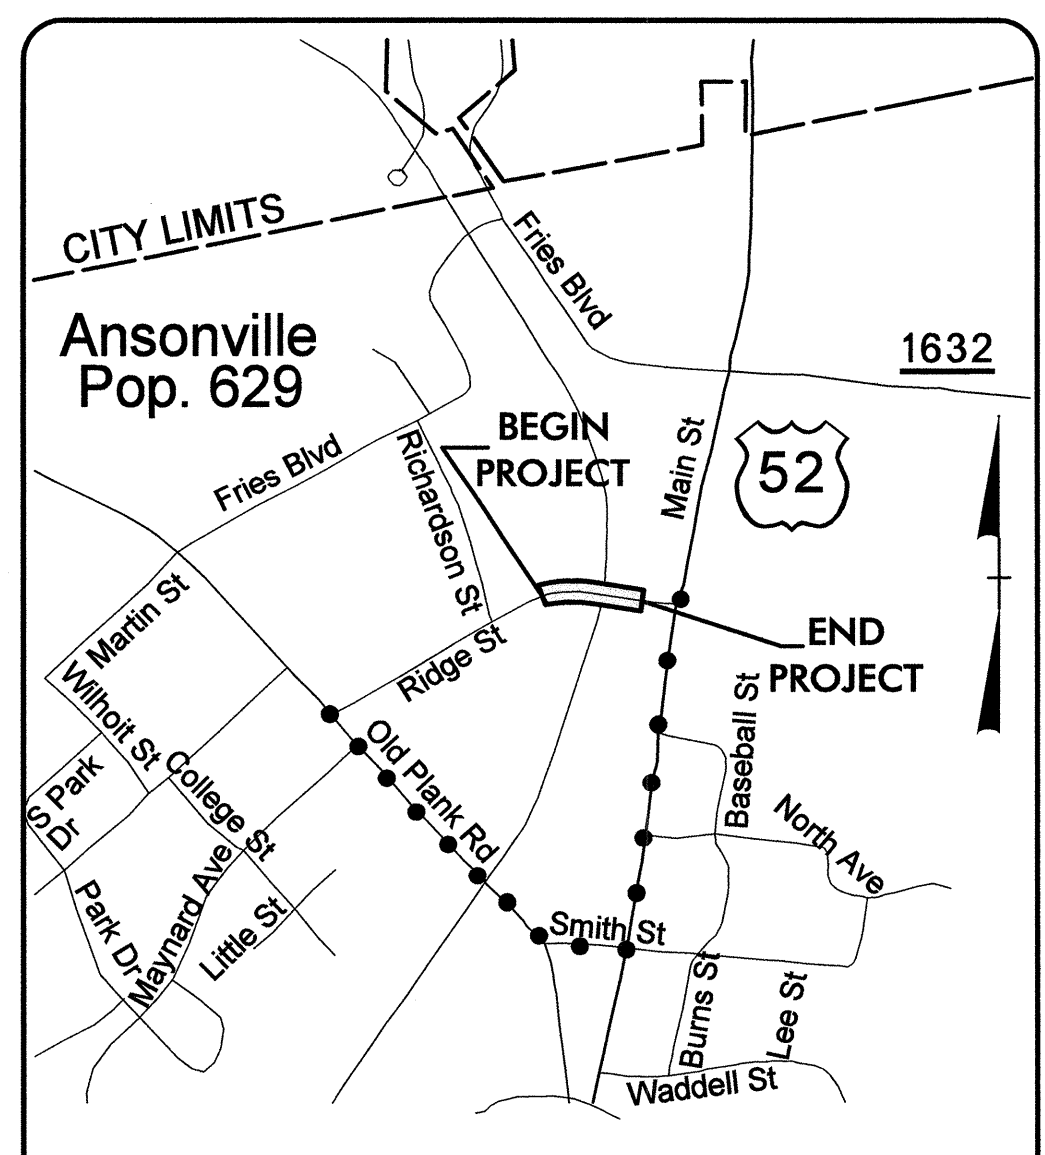 CITY LIMITS
Fries Blvd
Ansonville
Pop. 629
1632
BEGIN
PROJECT
Main St
52
Fries Blvd
Richardson St
Martin St
Ridge St
END
PROJECT
Wilhoit St
Old Plank Rd
Baseball St
S Park
Dr
College St
North Ave
Maynard Ave
Park Dr
Little St
Smith St
Burns St
Lee St
Waddell St